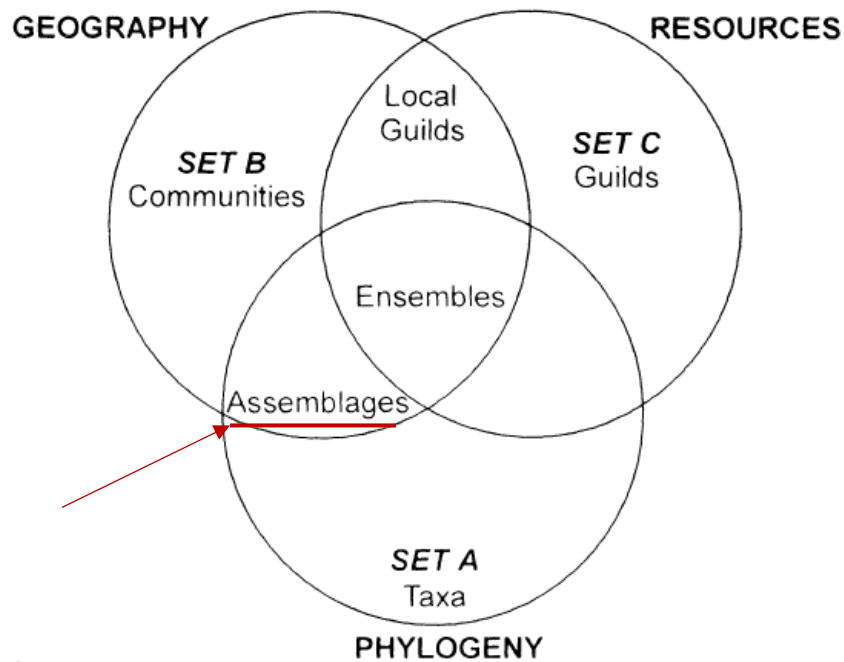 GEOGRAPHY
RESOURCES
Local
Guilds
SET B
Communities
SET C
Guilds
Ensembles
Assemblages
SET A
Taxa
PHYLOGENY